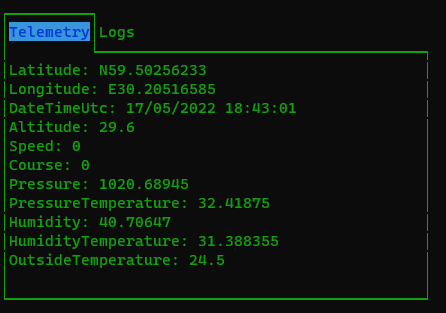 Telemetry Logs
Latitude: N59.50256233
Longitude: E30.20516585
DateTimeUtc: 17/05/2022 18:43:01
Altitude: 29.6
Speed: 0
Course: 0
Pressure: 1020.68945
PressureTemperature: 32.41875
Humidity: 40.70647
HumidityTemperature: 31.388355
OutsideTemperature: 24.5